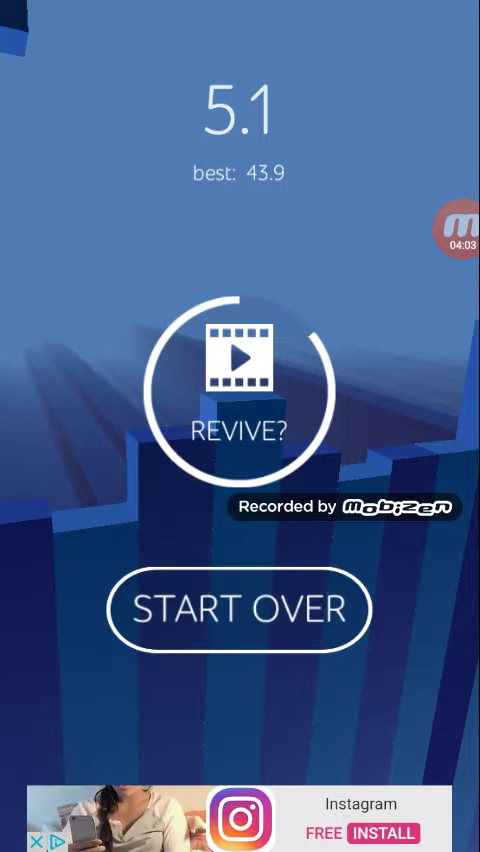 5.1
best: 43.9
m
04:03
REVIVE?
Recorded by mobizen
START OVER
Instagram
FREE INSTALL